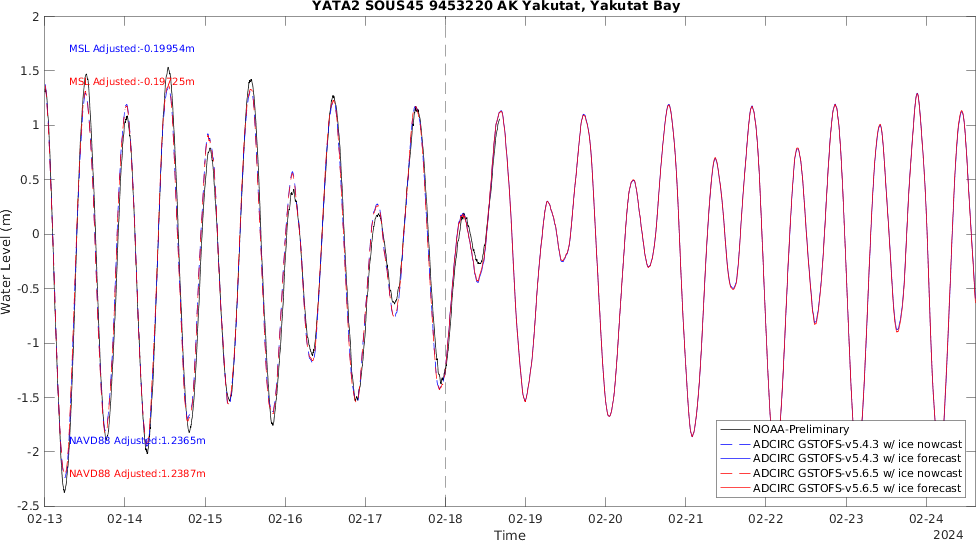 YATA2 SOUS45 9453220 AK Yakutat, Yakutat Bay
2
1.5
1
0.5
0
-0.5
-1
-1.5
-2
-2.5
Water Level (m)
MSL Adjusted:-0.19954m
MSL Adjusted:-0.19725m
NAVD88 Adjusted:1.2365m
NAVD88 Adjusted:1.2387m
NOAA-Preliminary
ADCIRC GSTOFS-v5.4.3 w/ ice nowcast
ADCIRC GSTOFS-v5.4.3 w/ ice forecast
ADCIRC GSTOFS-v5.6.5 w/ ice nowcast
ADCIRC GSTOFS-v5.6.5 w/ ice forecast
02-13 02-14 02-15 02-16 02-17 02-18 02-19 02-20 02-21 02-22 02-23 02-24
Time
2024